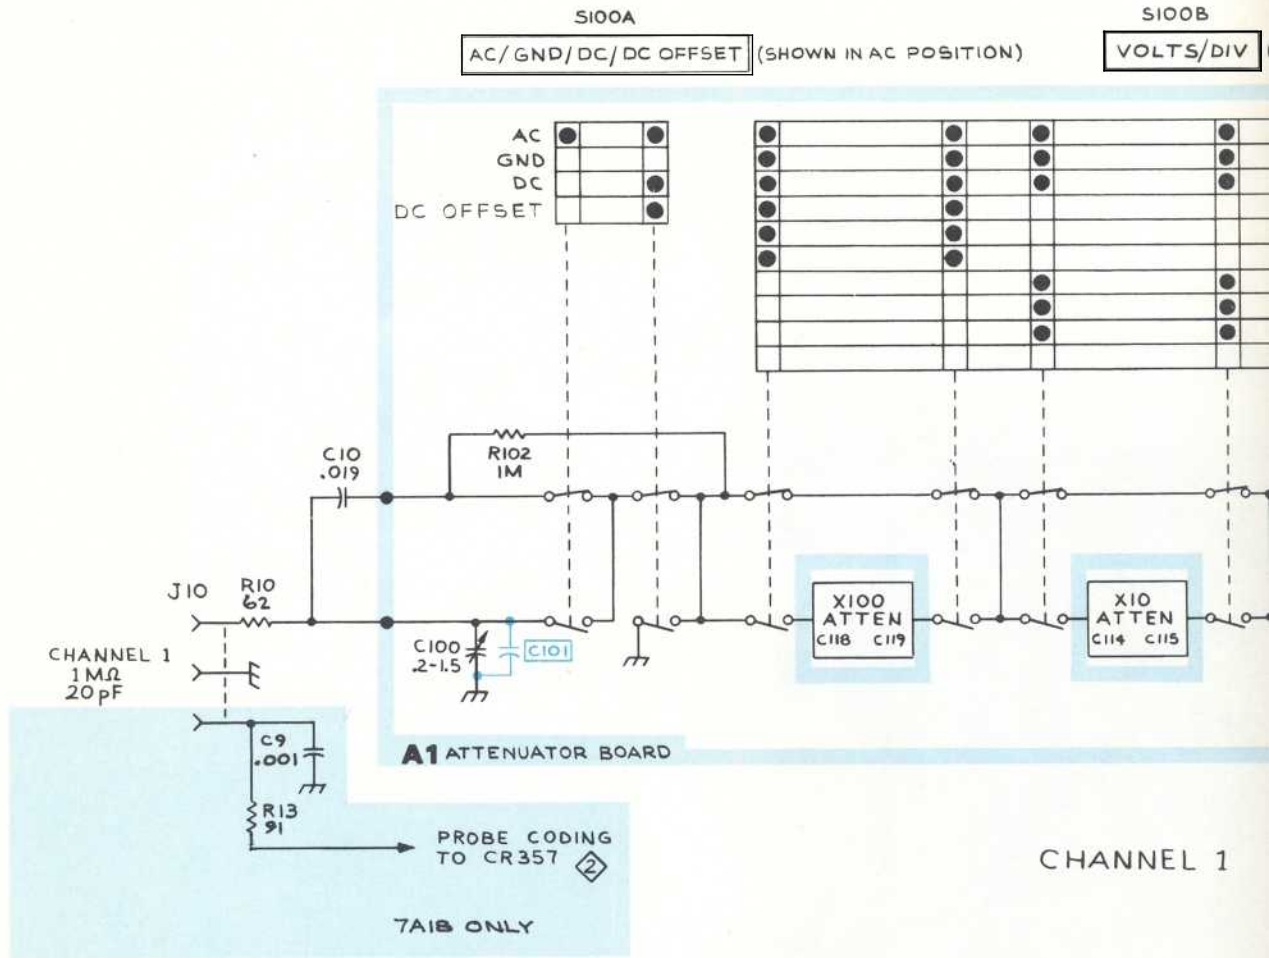 S100A
AC/GND/DC/DC OFFSET (SHOWN IN AC POSITION)
S100B
VOLTS/DIV
AC
GND
DC
DC OFFSET
C10
.019
R102
1M
J10
R10
62
CHANNEL 1
1MΩ
20pF
C100
.2-1.5
C101
X100
ATTEN
C118 C119
X10
ATTEN
C114 C115
A1 ATTENUATOR BOARD
C9
.001
R13
91
PROBE CODING
TO CR357 2
7A18 ONLY
CHANNEL 1